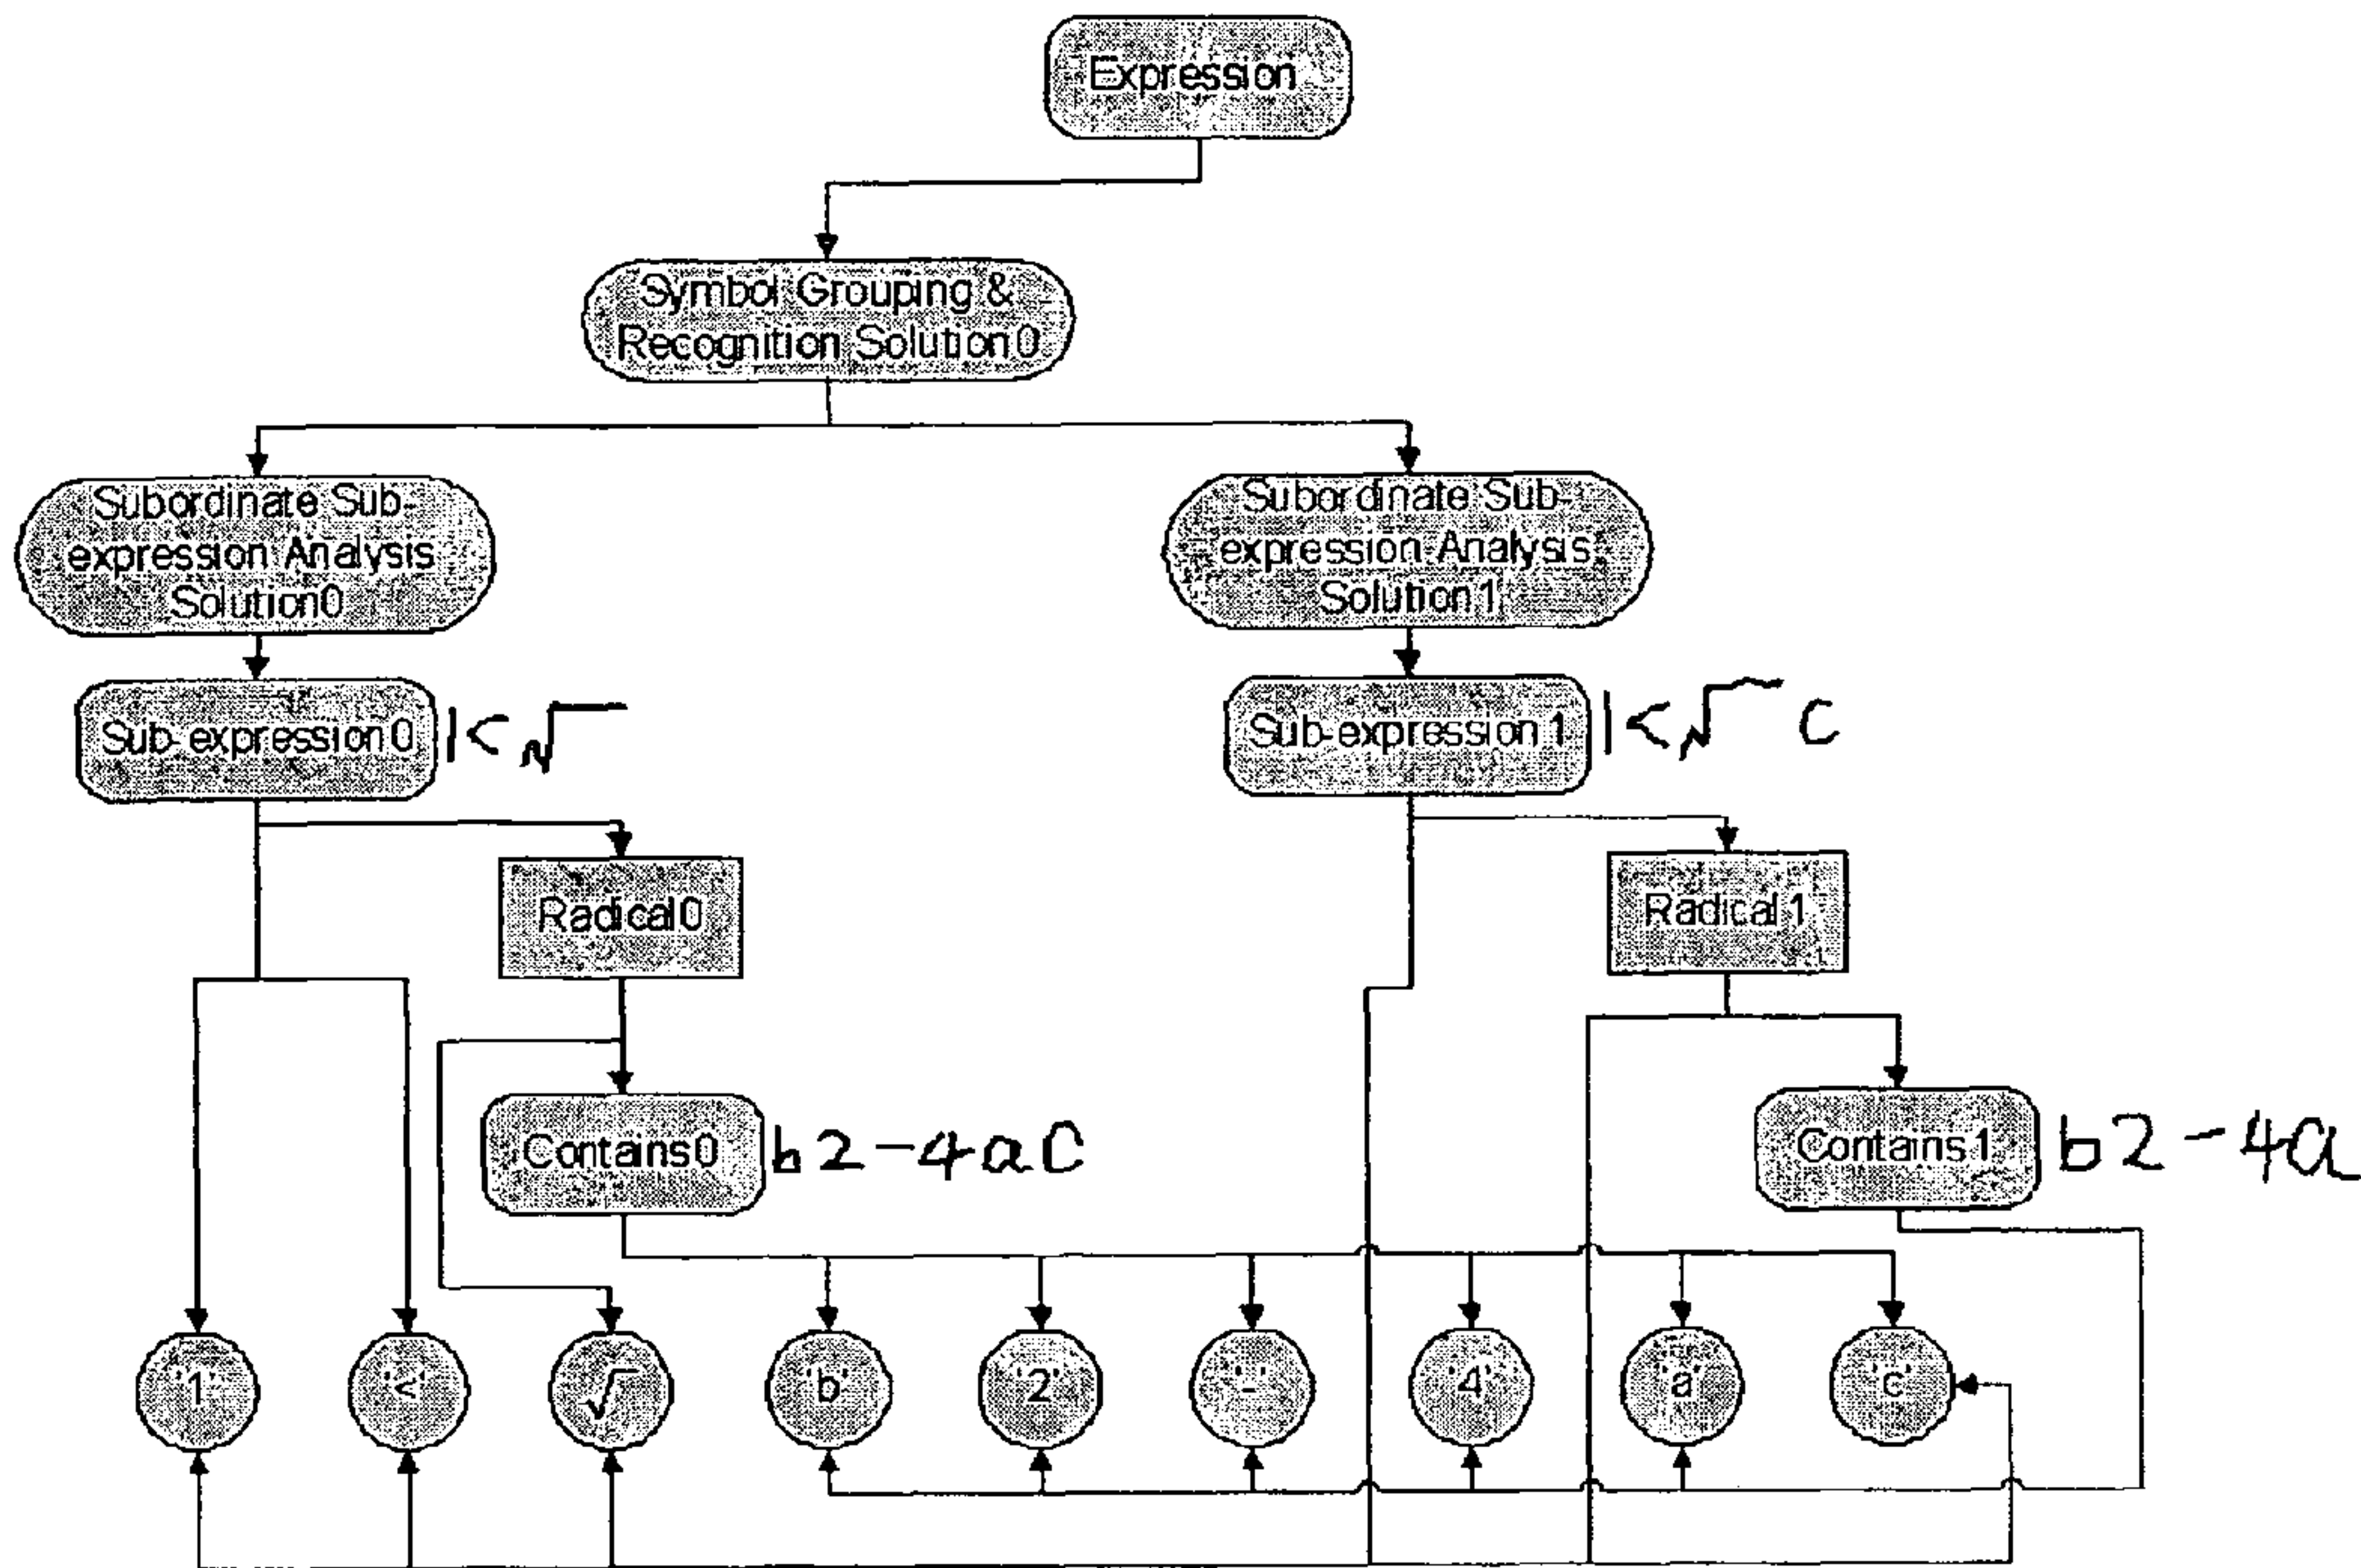 Expression
Symbol Grouping &
Recognition Solution0
Subordinate Sub-
expression Analysis
Solution0
Subordinate Sub-
expression Analysis
Solution1
Sub-expression0
1<√
Sub-expression1
1<√ c
Radical0
Radical1
Contains0
b2-4ac
Contains1
b2-4a
'1'
'<'
√
'b'
'2'
'-'
'4'
'a'
'c'